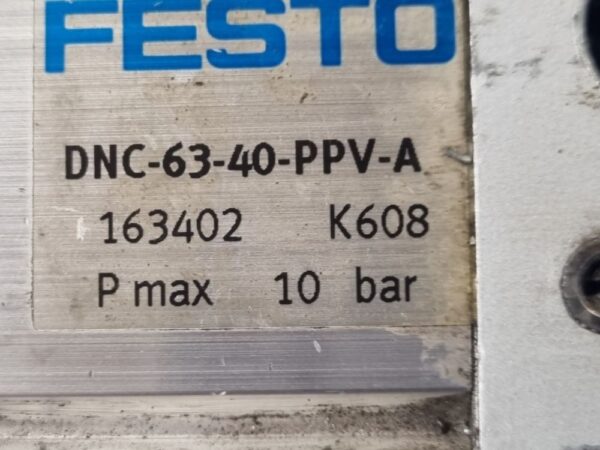 FESTO
DNC-63-40-PPV-A
163402 K608
P max 10 bar